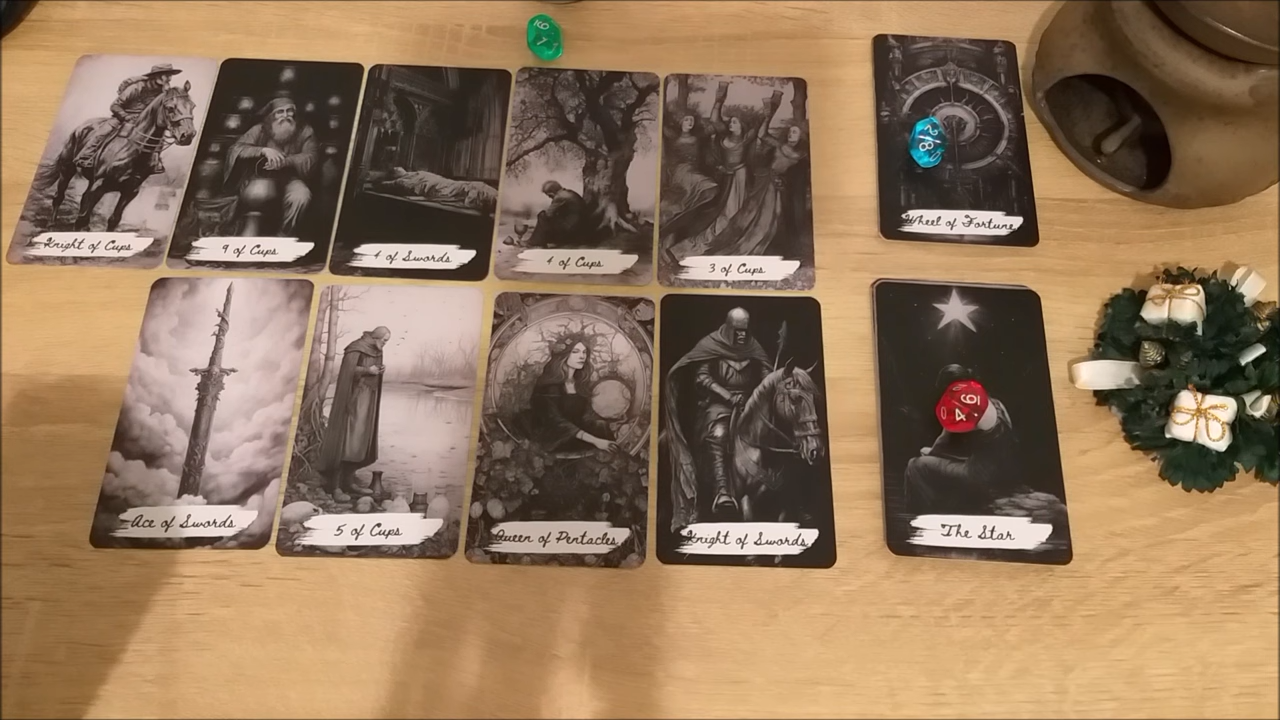 Knight of Cups
9 of Cups
4 of Swords
4 of Cups
3 of Cups
Wheel of Fortune
Ace of Swords
5 of Cups
Queen of Pentacles
Knight of Swords
The Star